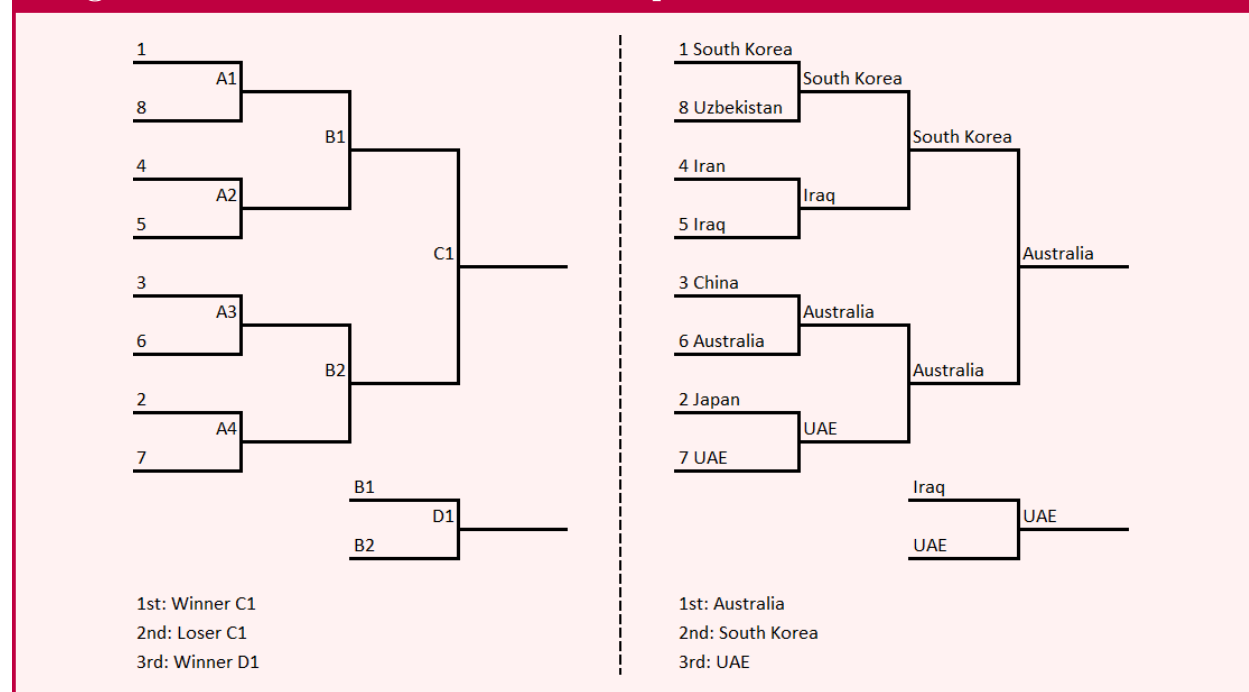 1
A1
8
B1
4
A2
5
C1
3
A3
6
B2
2
A4
7
B1
D1
B2
1st: Winner C1
2nd: Loser C1
3rd: Winner D1
1 South Korea
South Korea
8 Uzbekistan
South Korea
4 Iran
Iraq
5 Iraq
Australia
3 China
Australia
6 Australia
Australia
2 Japan
UAE
7 UAE
Iraq
UAE
UAE
1st: Australia
2nd: South Korea
3rd: UAE